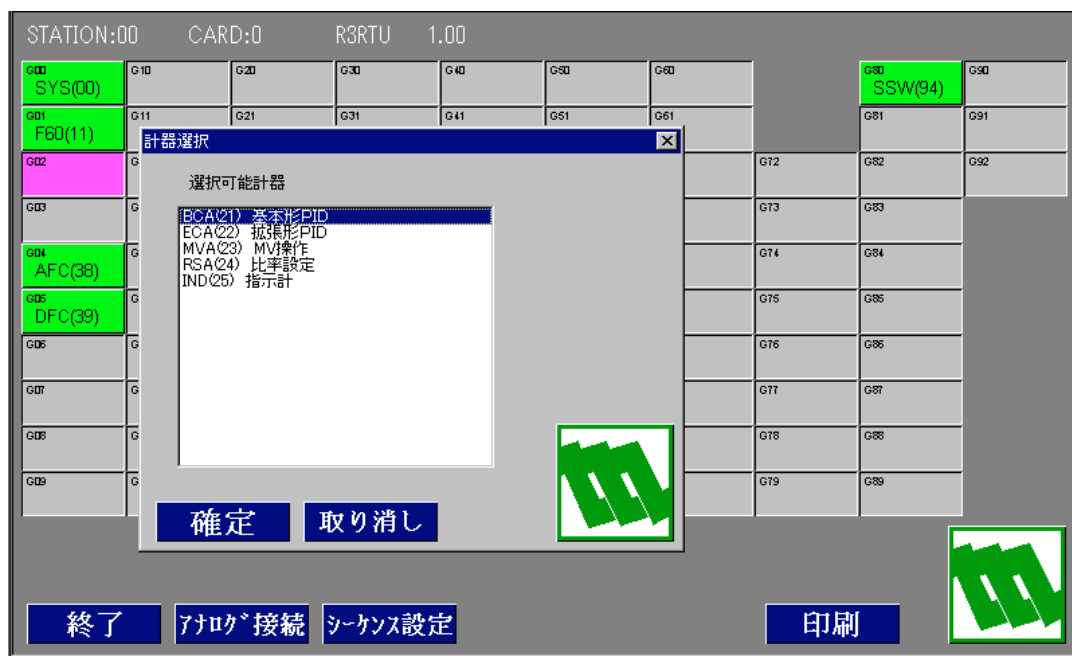 STATION:00 CARD:0 R3RTU 1.00
G00 G10 G20 G30 G40 G50 G60 G80 G90
SYS(00) SSW(94)
G01 G11 G21 G31 G41 G51 G61 G81 G91
F60(11)
計器選択
G02 G G72 G82 G92
選択可能計器
G03 G G73 G83
BCA(21) 基本形PID
ECA(22) 拡張形PID
MVA(23) MV操作
RSA(24) 比率設定
IND(25) 指示計
G04 G G74 G84
AFC(38)
G05 G G75 G85
DFC(39)
G06 G G76 G86
G07 G G77 G87
G08 G G78 G88
G09 G G79 G89
確定 取り消し
終了 アナログ接続 シーケンス設定 印刷